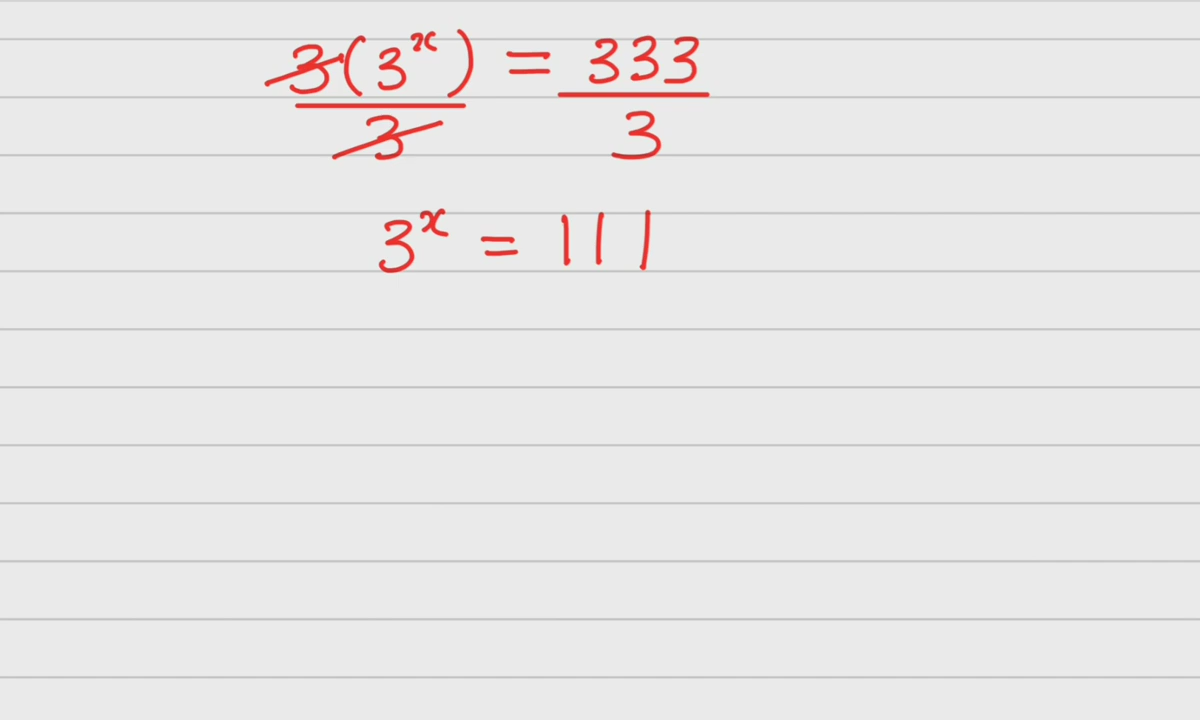 3(3^x) = 333
3 3
3^x = 111